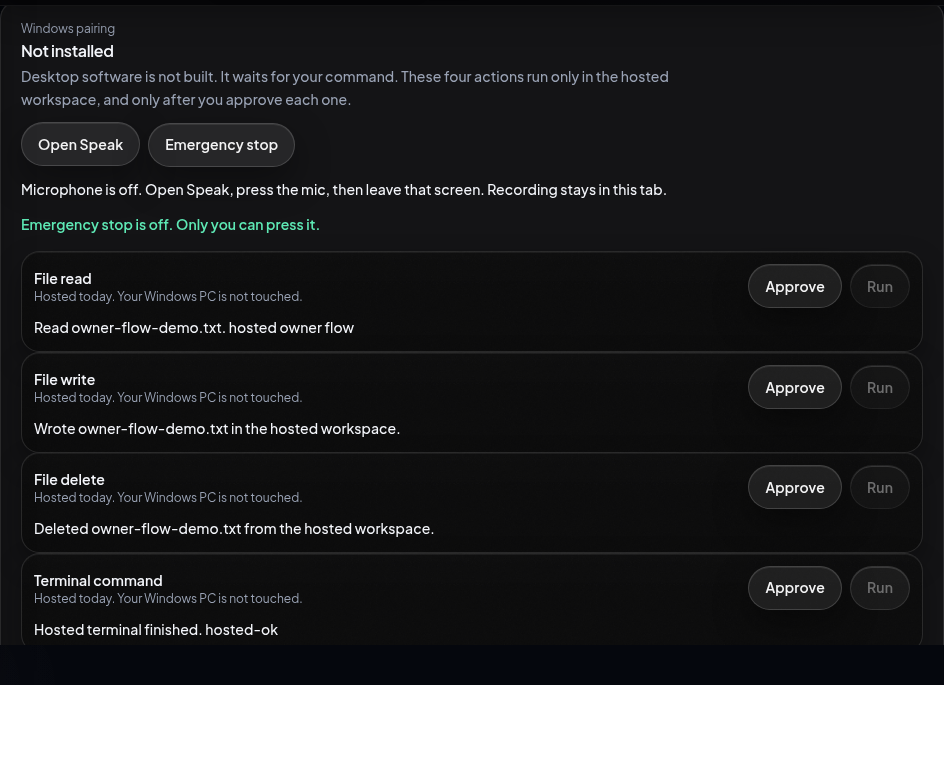 Windows pairing
Not installed
Desktop software is not built. It waits for your command. These four actions run only in the hosted
workspace, and only after you approve each one.
Open Speak
Emergency stop
Microphone is off. Open Speak, press the mic, then leave that screen. Recording stays in this tab.
Emergency stop is off. Only you can press it.
File read
Hosted today. Your Windows PC is not touched.
Approve
Run
Read owner-flow-demo.txt. hosted owner flow
File write
Hosted today. Your Windows PC is not touched.
Approve
Run
Wrote owner-flow-demo.txt in the hosted workspace.
File delete
Hosted today. Your Windows PC is not touched.
Approve
Run
Deleted owner-flow-demo.txt from the hosted workspace.
Terminal command
Hosted today. Your Windows PC is not touched.
Approve
Run
Hosted terminal finished. hosted-ok